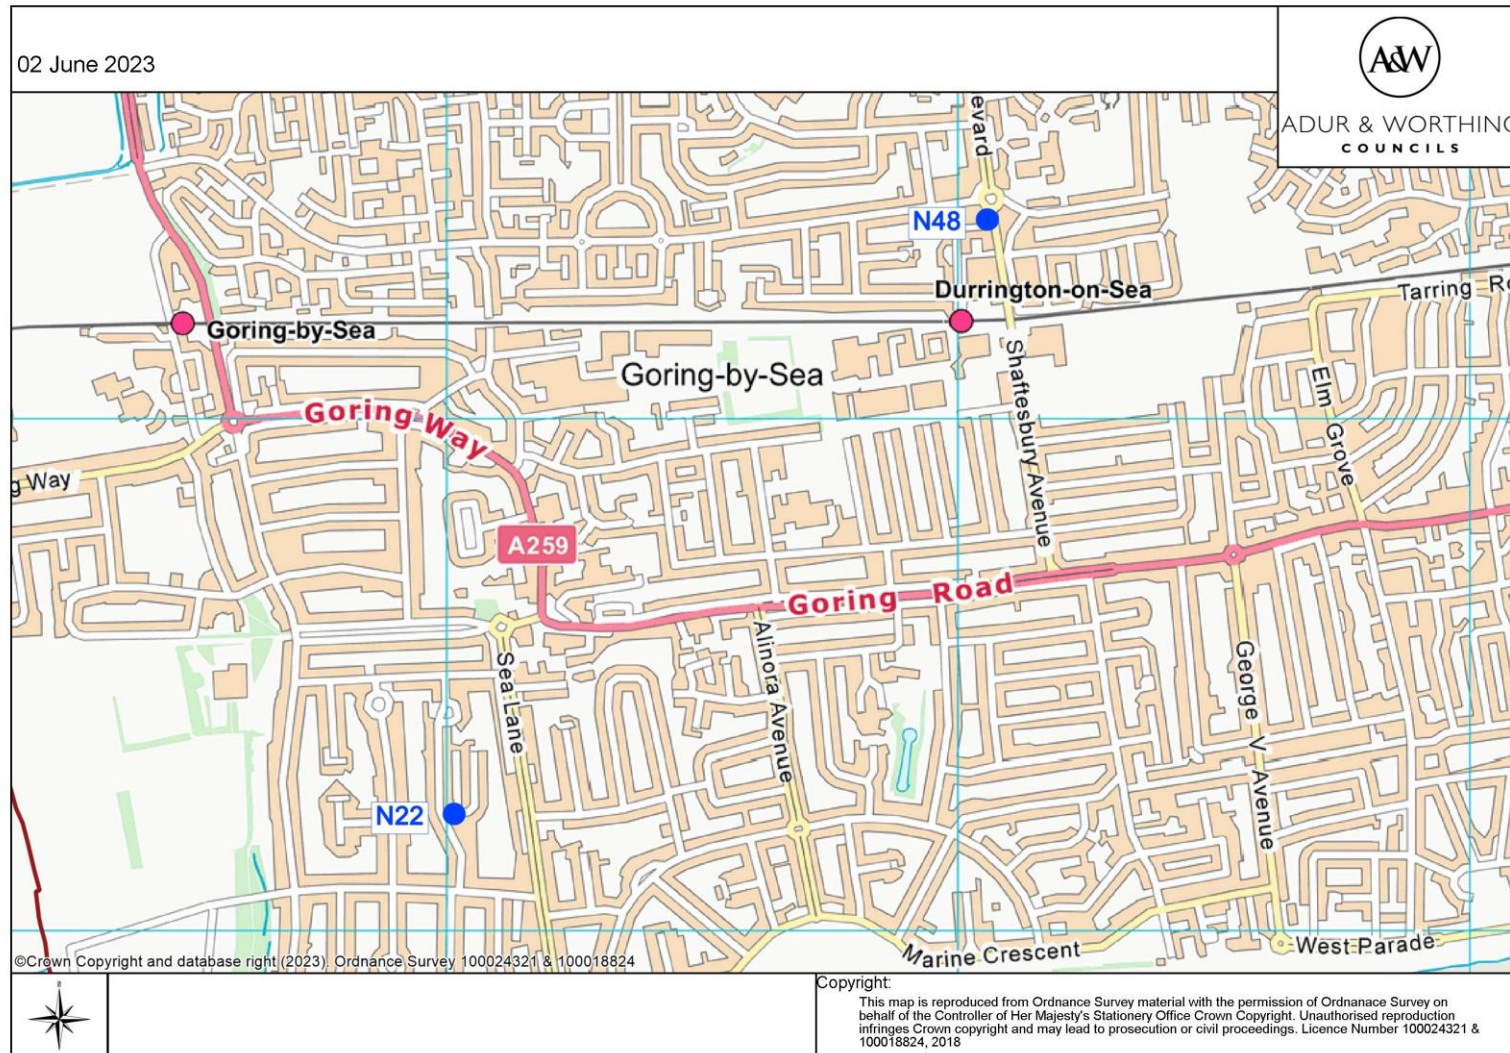 02 June 2023
A&W
ADUR & WORTHING
COUNCILS
evard
N48
Durrington-on-Sea
Tarring Ro
Goring-by-Sea
Goring-by-Sea
Shaftesbury Avenue
Elm Grove
Goring Way
g Way
A259
Goring Road
Alinora Avenue
Sea Lane
George V Avenue
N22
Marine Crescent
West Parade
©Crown Copyright and database right (2023). Ordnance Survey 100024321 & 100018824
Copyright:
This map is reproduced from Ordnance Survey material with the permission of Ordnanace Survey on
behalf of the Controller of Her Majesty's Stationery Office Crown Copyright. Unauthorised reproduction
infringes Crown copyright and may lead to prosecution or civil proceedings. Licence Number 100024321 &
100018824, 2018